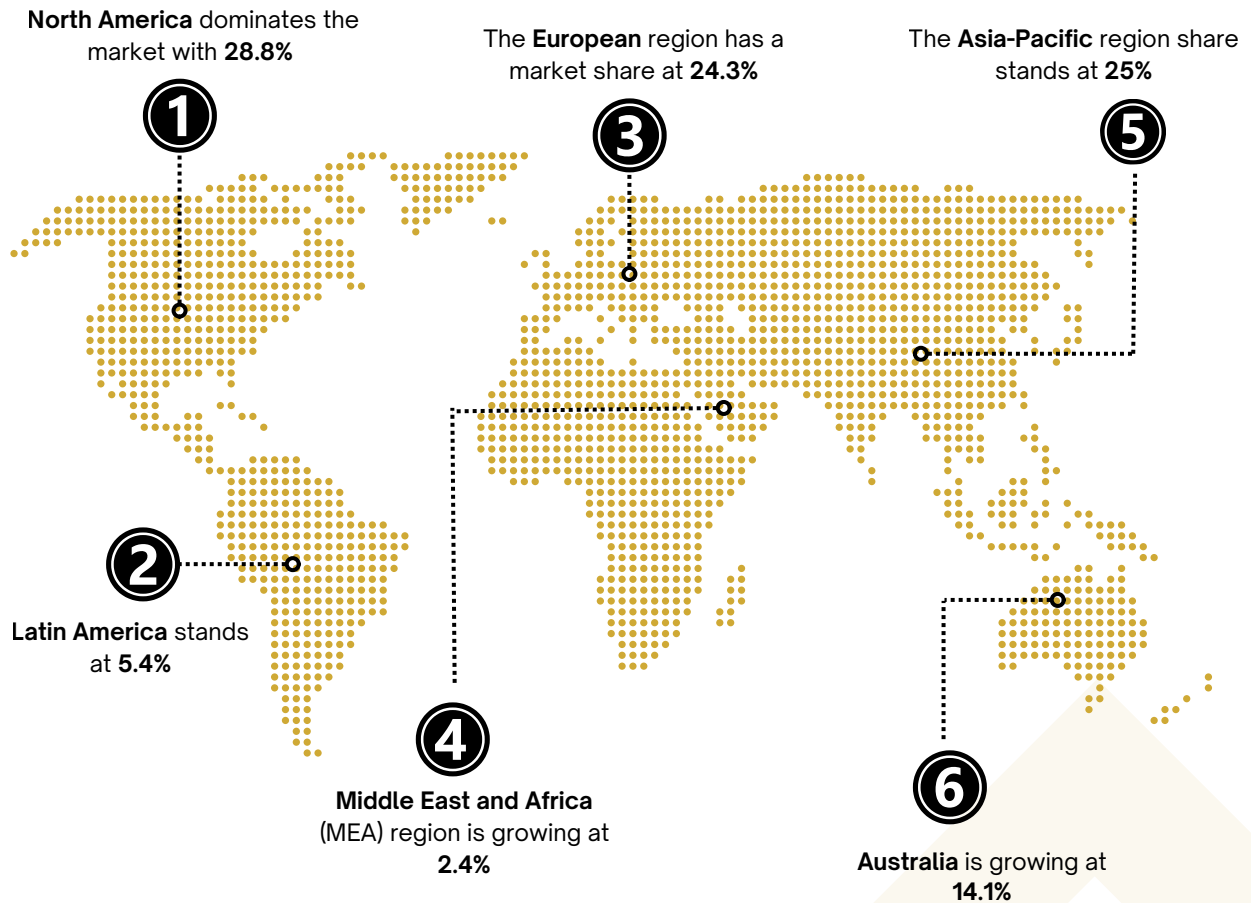 North America dominates the
market with 28.8%
1
The European region has a
market share at 24.3%
3
The Asia-Pacific region share
stands at 25%
5
2
Latin America stands
at 5.4%
4
Middle East and Africa
(MEA) region is growing at
2.4%
6
Australia is growing at
14.1%